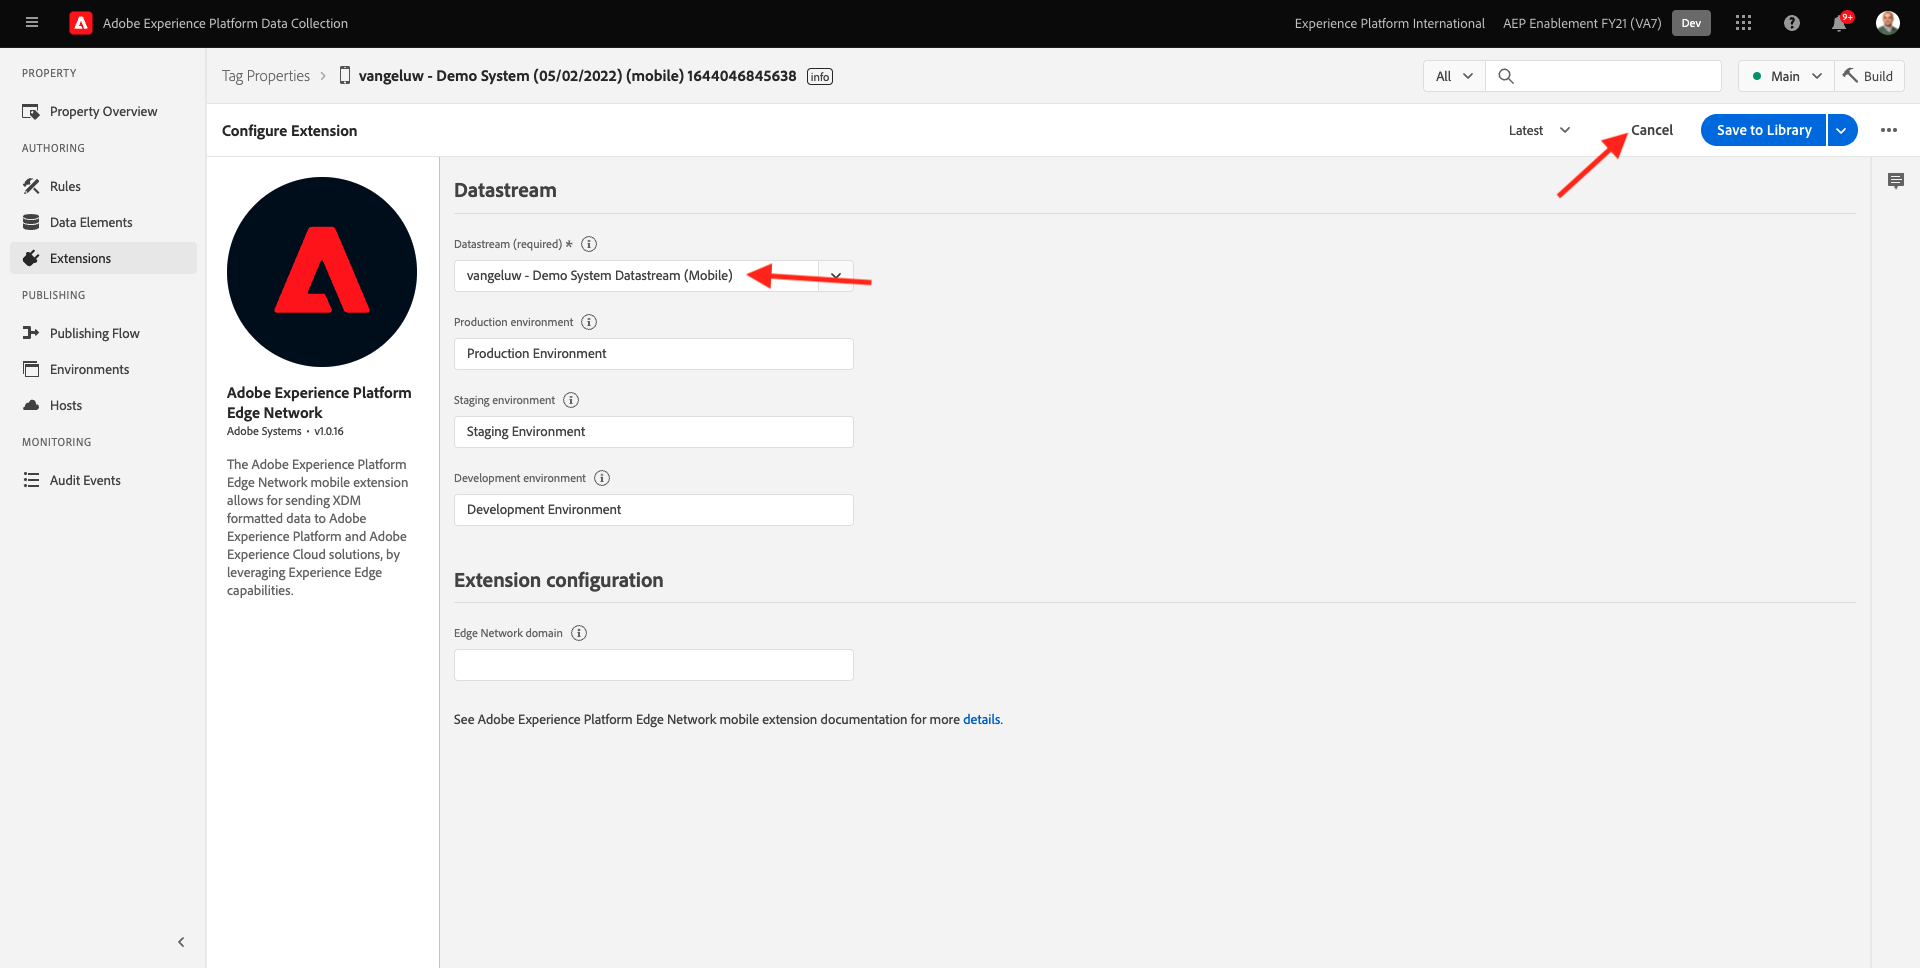 Adobe Experience Platform Data Collection
Experience Platform International
AEP Enablement FY21 (VA7)
Dev
9+
PROPERTY
Property Overview
AUTHORING
Rules
Data Elements
Extensions
PUBLISHING
Publishing Flow
Environments
Hosts
MONITORING
Audit Events
Tag Properties
vangeluw - Demo System (05/02/2022) (mobile) 1644046845638
info
All
Main
Build
Configure Extension
Latest
Cancel
Save to Library
Adobe Experience Platform
Edge Network
Adobe Systems • v1.0.16
The Adobe Experience Platform
Edge Network mobile extension
allows for sending XDM
formatted data to Adobe
Experience Platform and Adobe
Experience Cloud solutions, by
leveraging Experience Edge
capabilities.
Datastream
Datastream (required) *
vangeluw - Demo System Datastream (Mobile)
Production environment
Production Environment
Staging environment
Staging Environment
Development environment
Development Environment
Extension configuration
Edge Network domain
See Adobe Experience Platform Edge Network mobile extension documentation for more details.